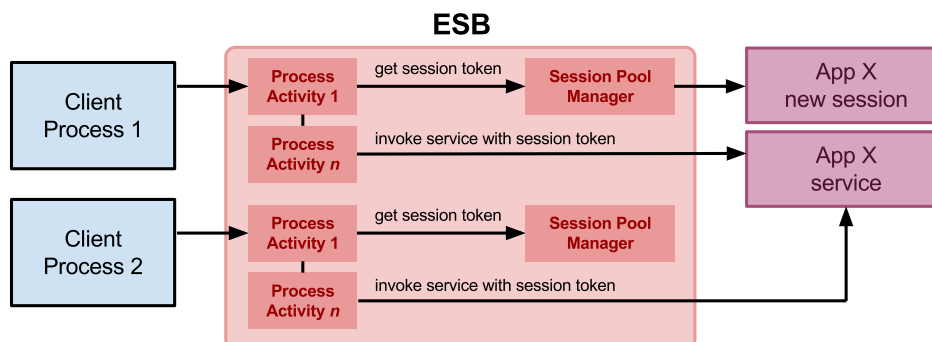 ESB
Client
Process 1
Process
Activity 1
get session token
Session Pool
Manager
App X
new session
Process
Activity n
invoke service with session token
App X
service
Client
Process 2
Process
Activity 1
get session token
Session Pool
Manager
Process
Activity n
invoke service with session token